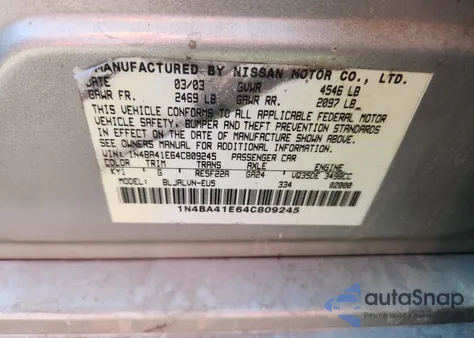 MANUFACTURED BY NISSAN MOTOR CO., LTD.
DATE 03/03 GVWR 4546 LB
GAWR FR. 2469 LB GAWR RR. 2097 LB
THIS VEHICLE CONFORMS TO ALL APPLICABLE FEDERAL MOTOR
VEHICLE SAFETY, BUMPER AND THEFT PREVENTION STANDARDS
IN EFFECT ON THE DATE OF MANUFACTURE SHOWN ABOVE.
SEE OWNERS MANUAL FOR ADDITIONAL INFORMATION
1N4BA41E64C809245 PASSENGER CAR
COLOR TRIM TRANS AXLE ENGINE
KY1 G RE5F22A GA24 VQ35DE 3498CC
MODEL BLJALVN-EU5 334 02000
1N4BA41E64C809245
autoSnap